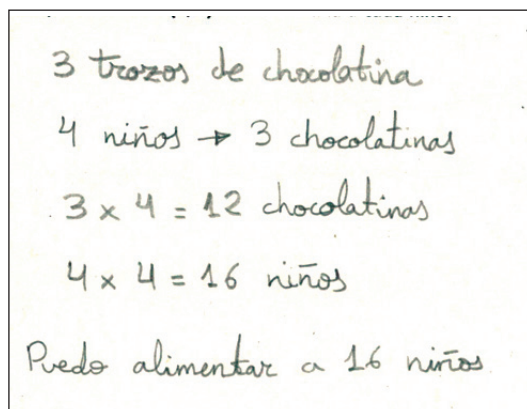 3 trozos de chocolatina
4 niños → 3 chocolatinas
3 x 4 = 12 chocolatinas
4 x 4 = 16 niños
Puedo alimentar a 16 niños